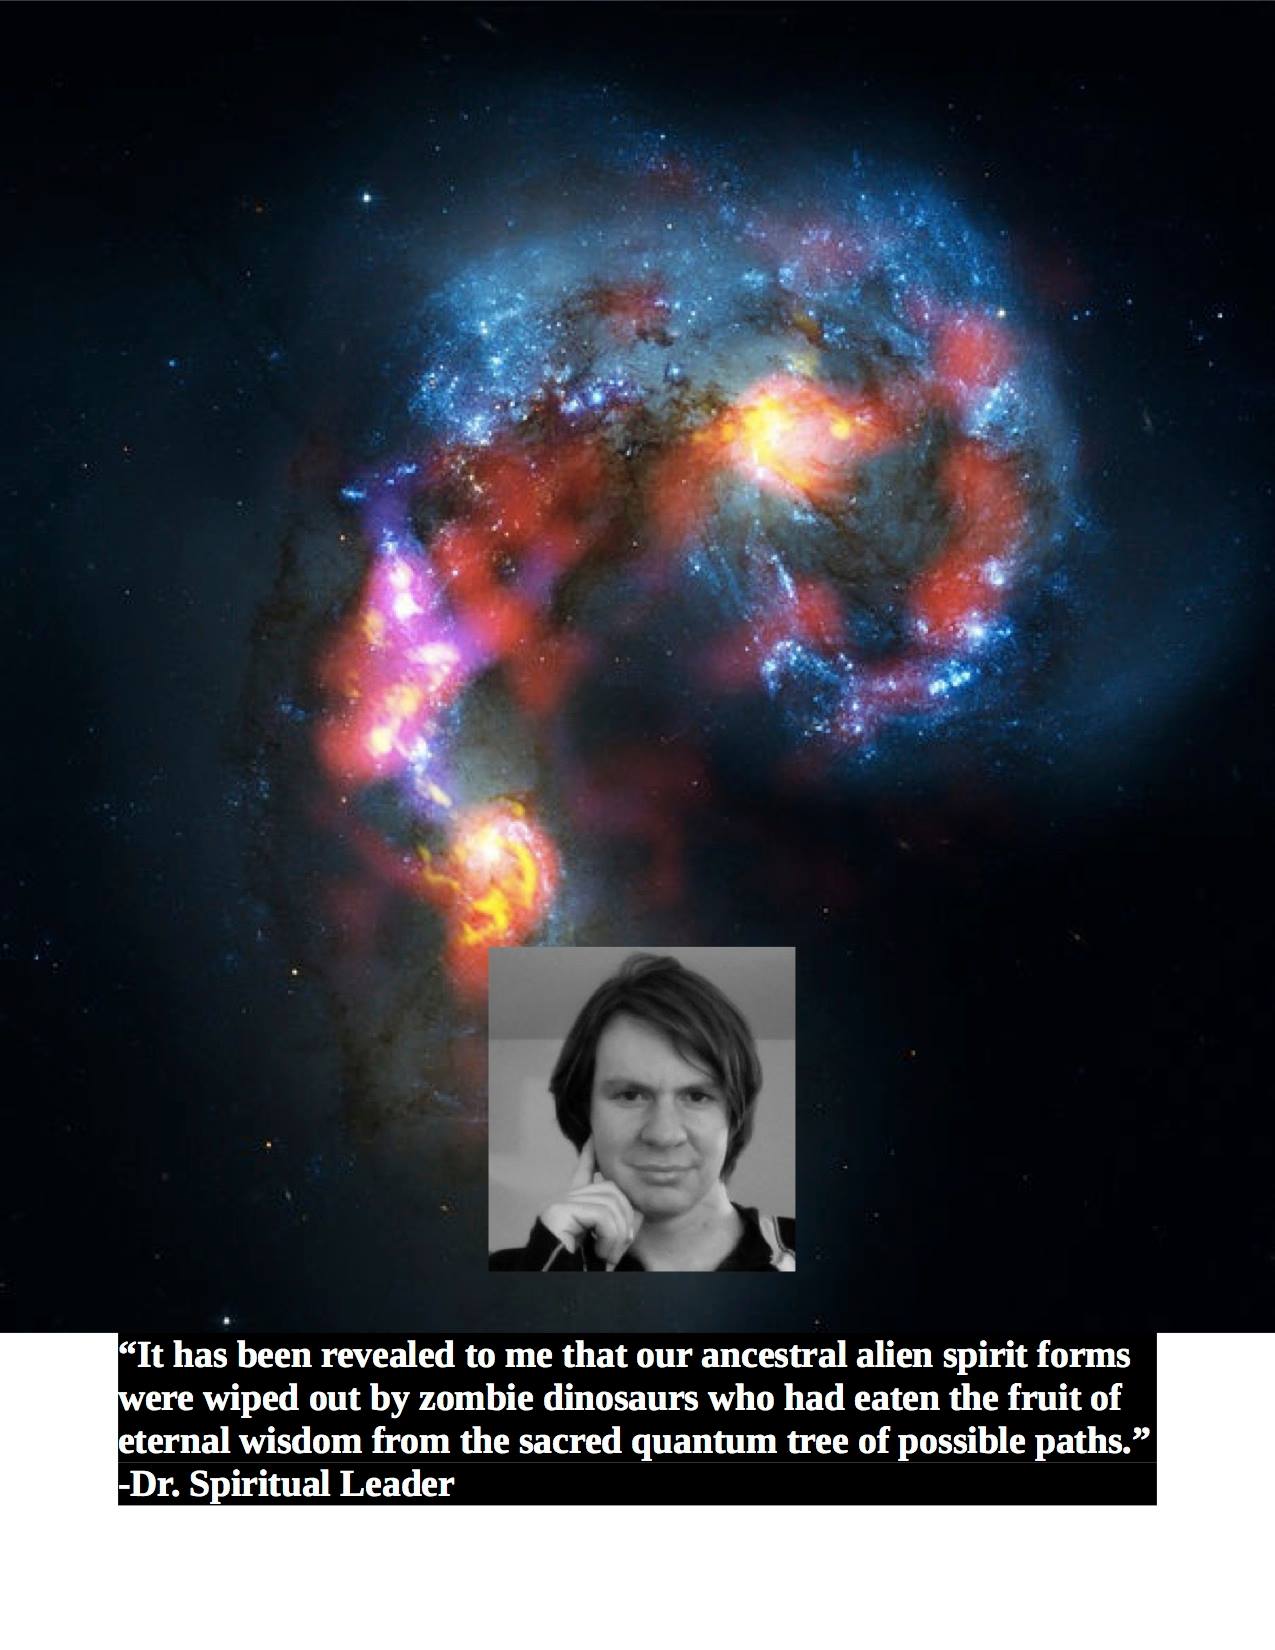 “It has been revealed to me that our ancestral alien spirit forms
were wiped out by zombie dinosaurs who had eaten the fruit of
eternal wisdom from the sacred quantum tree of possible paths.”
-Dr. Spiritual Leader